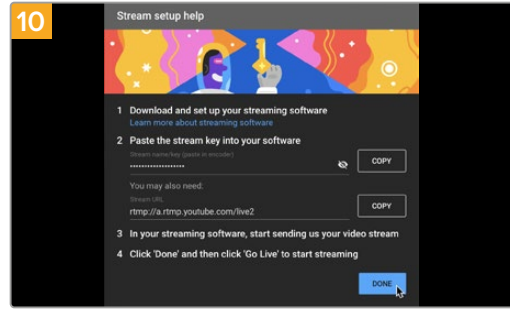 10
Stream setup help
1 Download and set up your streaming software
Learn more about streaming software
2 Paste the stream key into your software
Stream name/key (paste in encoder)
••••••••••••••••••• COPY
You may also need:
Stream URL
rtmp://a.rtmp.youtube.com/live2 COPY
3 In your streaming software, start sending us your video stream
4 Click 'Done' and then click 'Go Live' to start streaming
DONE